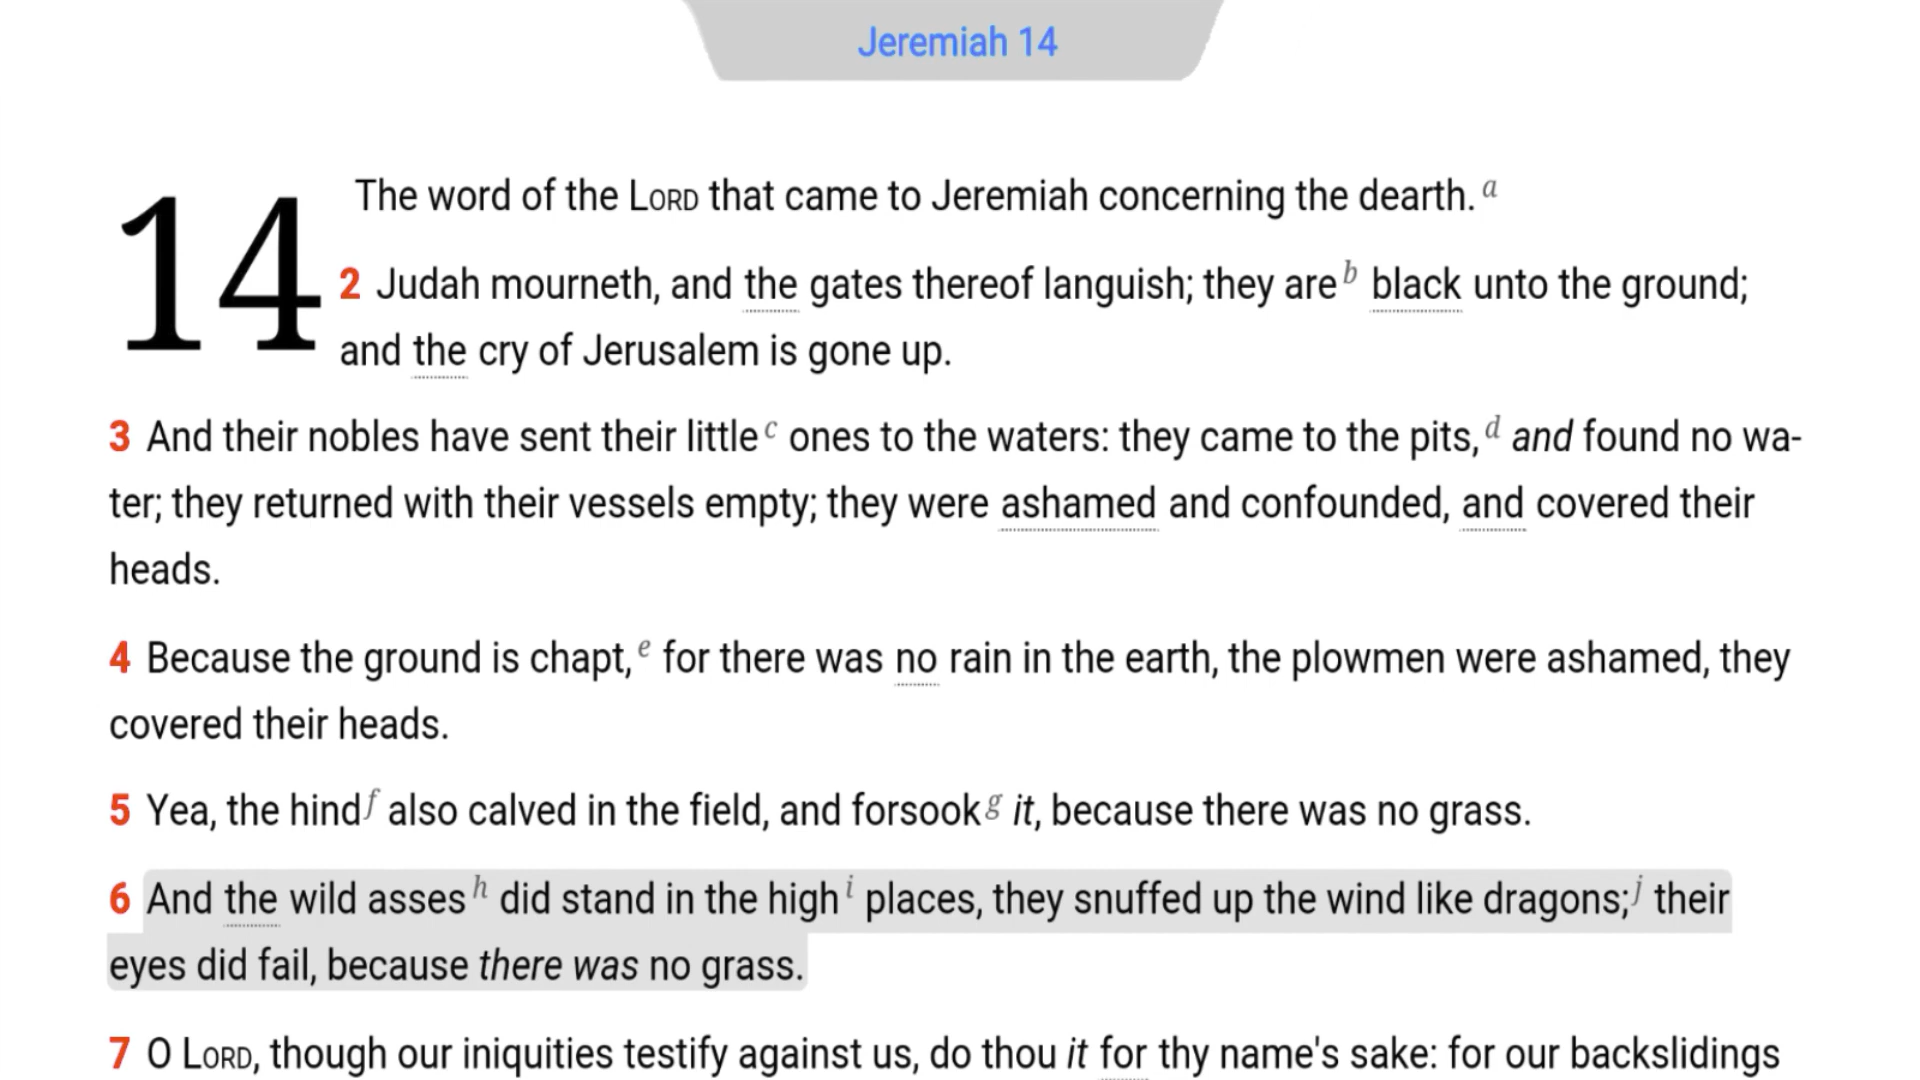 Jeremiah 14
14 The word of the LORD that came to Jeremiah concerning the dearth. a
2 Judah mourneth, and the gates thereof languish; they are b black unto the ground;
and the cry of Jerusalem is gone up.
3 And their nobles have sent their little c ones to the waters: they came to the pits, d and found no wa-
ter; they returned with their vessels empty; they were ashamed and confounded, and covered their
heads.
4 Because the ground is chapt, e for there was no rain in the earth, the plowmen were ashamed, they
covered their heads.
5 Yea, the hind f also calved in the field, and forsook g it, because there was no grass.
6 And the wild asses h did stand in the high i places, they snuffed up the wind like dragons; j their
eyes did fail, because there was no grass.
7 O LORD, though our iniquities testify against us, do thou it for thy name's sake: for our backslidings